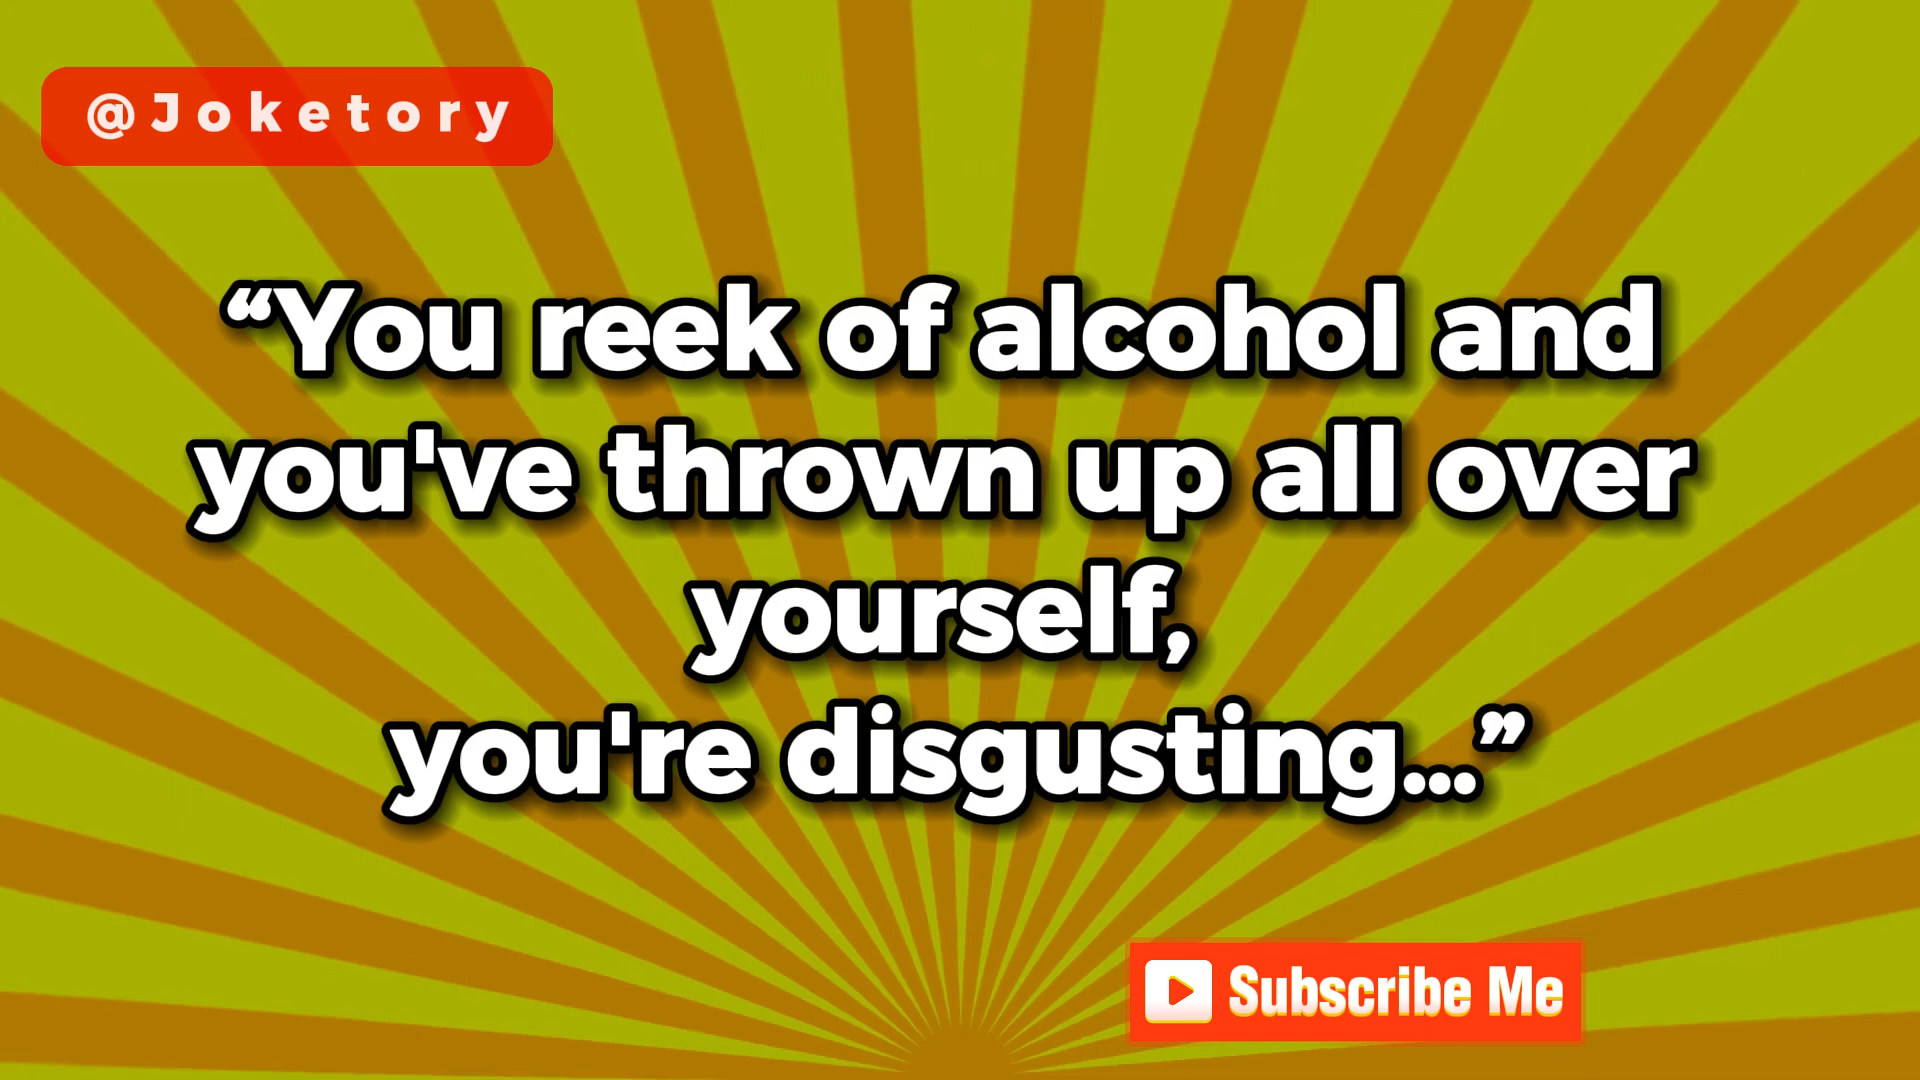 @Joketory
“You reek of alcohol and
you've thrown up all over
yourself,
you're disgusting...”
Subscribe Me